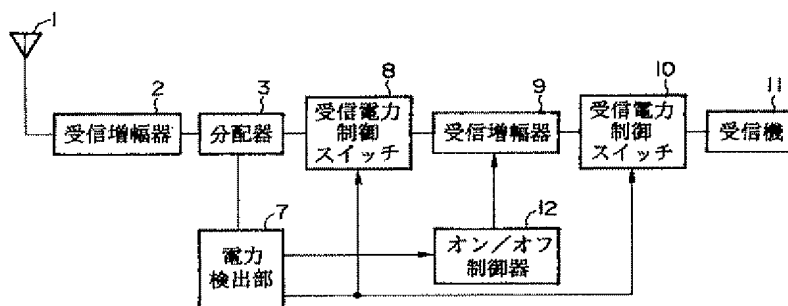 1
2
受信増幅器
3
分配器
8
受信電力
制御
スイッチ
9
受信増幅器
10
受信電力
制御
スイッチ
11
受信機
7
電力
検出部
12
オン/オフ
制御器